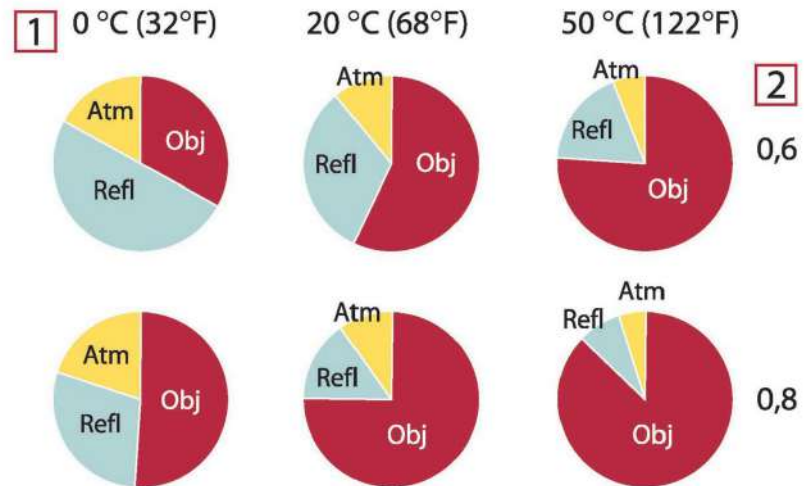 1 0 °C (32°F) 20 °C (68°F) 50 °C (122°F)
2
Atm Obj Refl
Atm Refl Obj
Atm Refl Obj
0,6
Atm Obj Refl
Atm Refl Obj
Atm Refl Obj
0,8